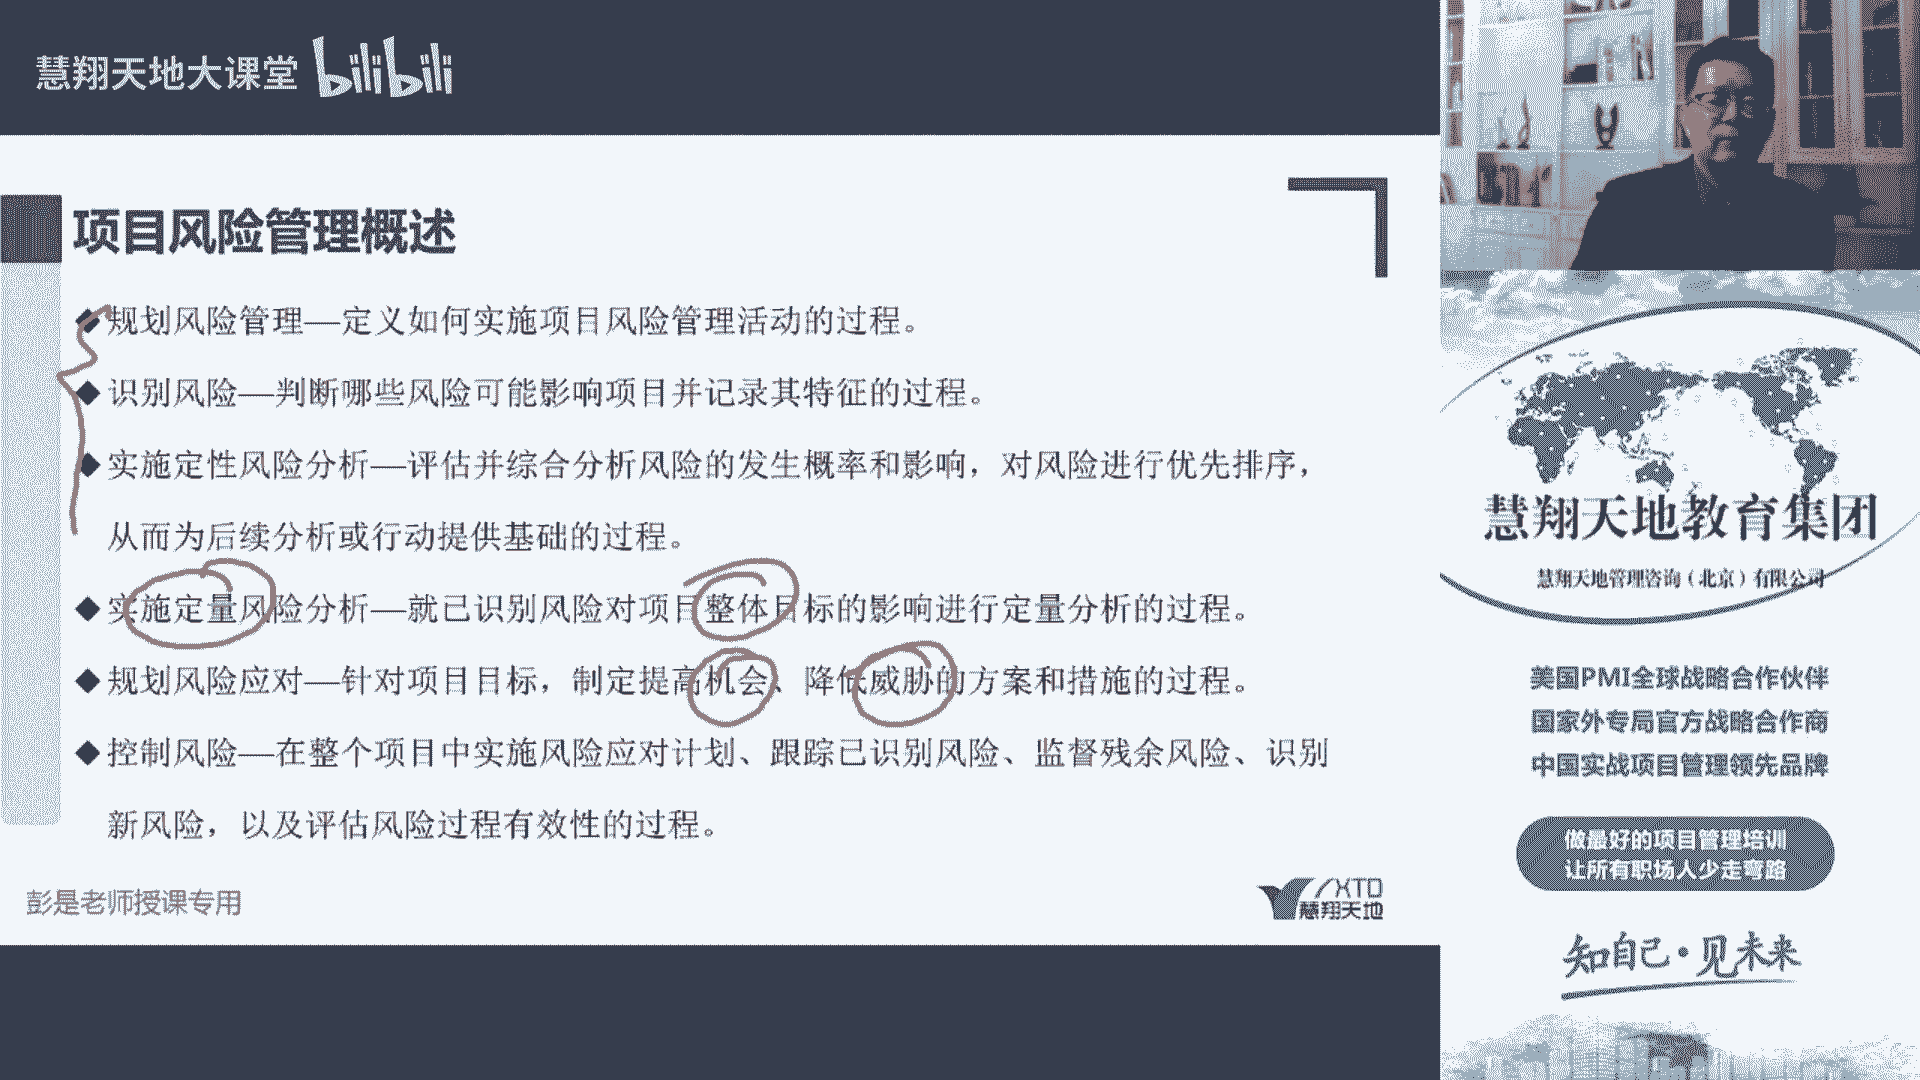 慧翔天地大课堂 bilibili
项目风险管理概述
◆规划风险管理—定义如何实施项目风险管理活动的过程。
◆识别风险—判断哪些风险可能影响项目并记录其特征的过程。
◆实施定性风险分析—评估并综合分析风险的发生概率和影响，对风险进行优先排序，
从而为后续分析或行动提供基础的过程。
◆实施定量风险分析—就已识别风险对项目整体目标的影响进行定量分析的过程。
◆规划风险应对—针对项目目标，制定提高机会、降低威胁的方案和措施的过程。
◆控制风险—在整个项目中实施风险应对计划、跟踪已识别风险、监督残余风险、识别
新风险，以及评估风险过程有效性的过程。
彭是老师授课专用
慧翔天地
慧翔天地教育集团
慧翔天地管理咨询（北京）有限公司
美国PMI全球战略合作伙伴
国家外专局官方战略合作商
中国实战项目管理领先品牌
做最好的项目管理培训
让所有职场人少走弯路
知自己·见未来